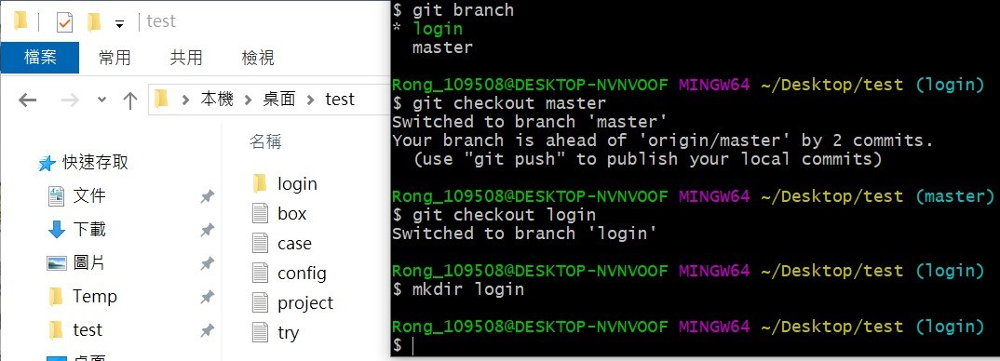 test
檔案 常用 共用 檢視
本機 桌面 test
名稱
快速存取
文件
下載
圖片
Temp
test
桌面
login
box
case
config
project
try
$ git branch
* login
master
Rong_109508@DESKTOP-NVNVOOF MINGW64 ~/Desktop/test (login)
$ git checkout master
Switched to branch 'master'
Your branch is ahead of 'origin/master' by 2 commits.
(use "git push" to publish your local commits)
Rong_109508@DESKTOP-NVNVOOF MINGW64 ~/Desktop/test (master)
$ git checkout login
Switched to branch 'login'
Rong_109508@DESKTOP-NVNVOOF MINGW64 ~/Desktop/test (login)
$ mkdir login
Rong_109508@DESKTOP-NVNVOOF MINGW64 ~/Desktop/test (login)
$